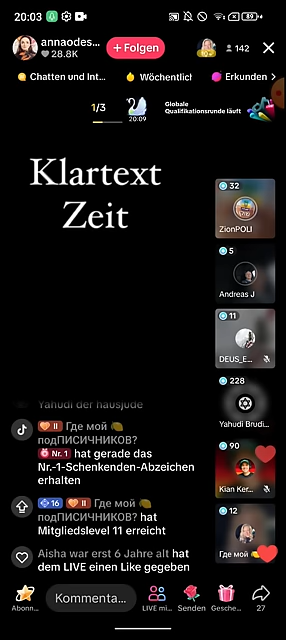 20:03
89
annaodes...
28.8K
+ Folgen
142
Chatten und Int...
Wöchentlich
Erkunden >
1/3
20:09
Globale
Qualifikationsrunde läuft
Klartext
Zeit
32
ZionPOLI
5
Andreas J
11
DEUS_E...
228
Yahudi Brudi...
90
Kian Ker...
12
Где мой
Yahudi der hausjude
II Где мой
подПИСИЧНИКОВ?
Nr. 1 hat gerade das
Nr.-1-Schenkenden-Abzeichen
erhalten
16 II Где мой
подПИСИЧНИКОВ? hat
Mitgliedslevel 11 erreicht
Aisha war erst 6 Jahre alt hat
dem LIVE einen Like gegeben
Abonn...
Kommenta...
LIVE mi...
Senden
Gesche...
27